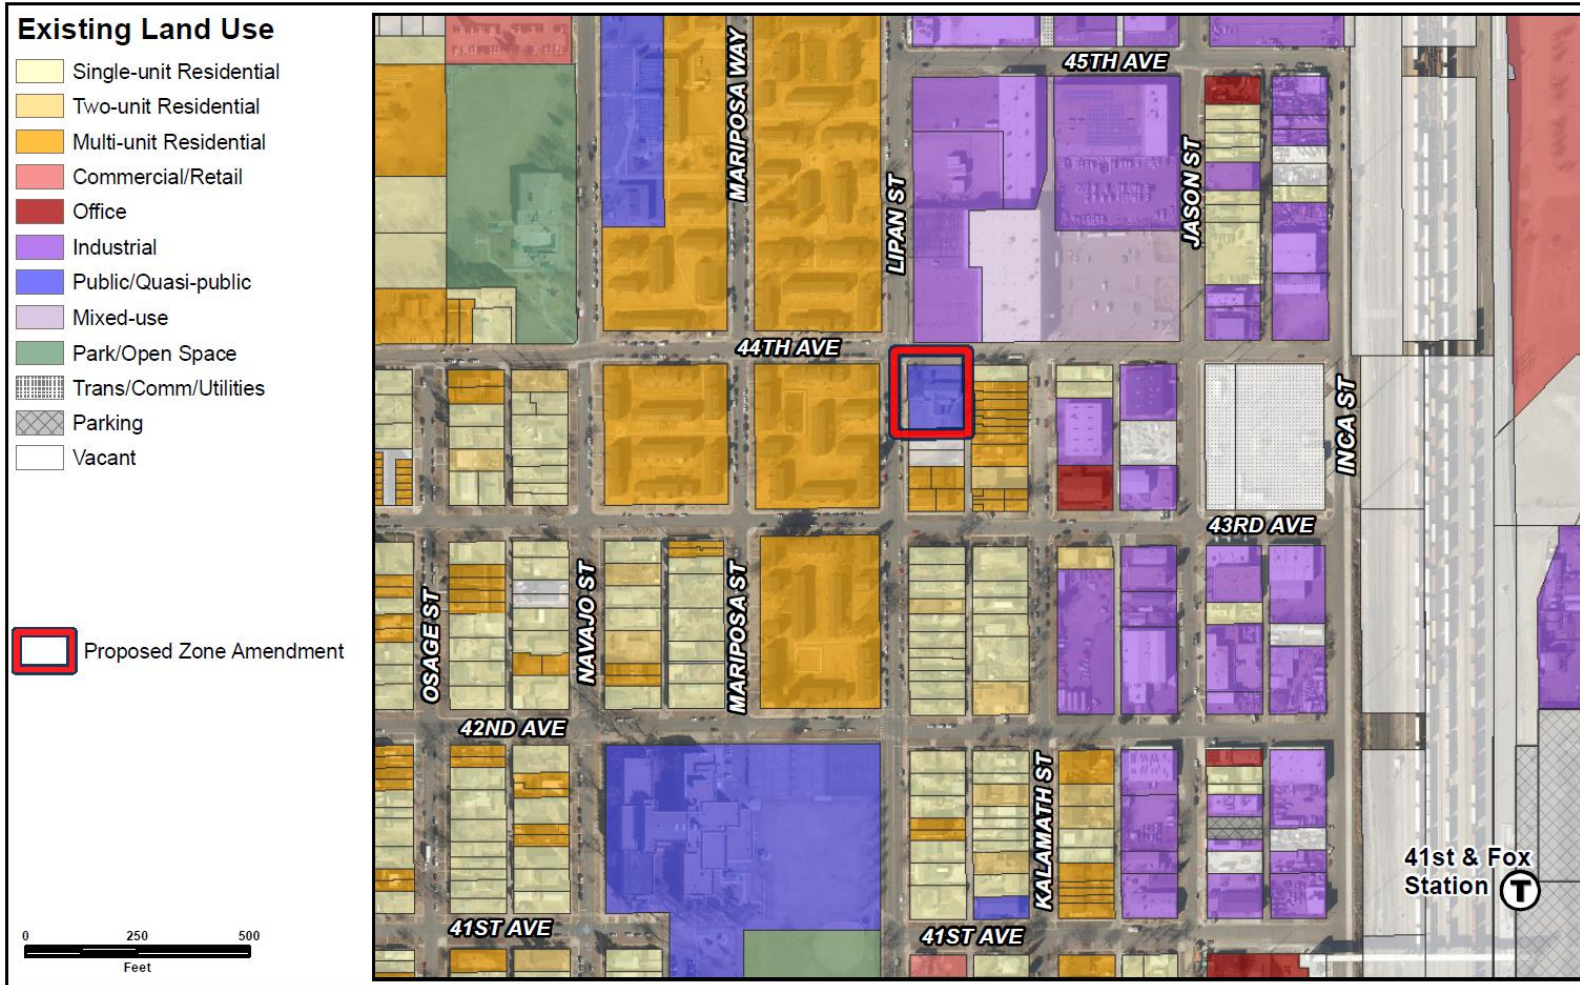 Existing Land Use
Single-unit Residential
Two-unit Residential
Multi-unit Residential
Commercial/Retail
Office
Industrial
Public/Quasi-public
Mixed-use
Park/Open Space
Trans/Comm/Utilities
Parking
Vacant
Proposed Zone Amendment
0 250 500
Feet
45TH AVE
MARIPOSA WAY
JASON ST
LIPAN ST
44TH AVE
INCA ST
43RD AVE
OSAGE ST
NAVAJO ST
MARIPOSA ST
42ND AVE
KALAMATH ST
41st & Fox
Station T
41ST AVE
41ST AVE